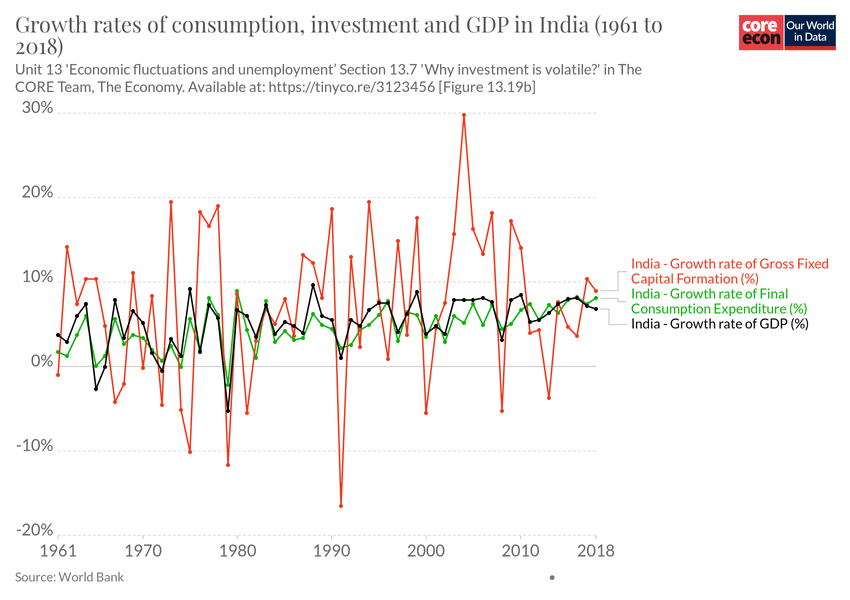 Growth rates of consumption, investment and GDP in India (1961 to
2018)
core
econ
Our World
in Data
Unit 13 'Economic fluctuations and unemployment' Section 13.7 'Why investment is volatile?' in The
CORE Team, The Economy. Available at: https://tinyco.re/3123456 [Figure 13.19b]
30%
20%
10%
0%
-10%
-20%
India - Growth rate of Gross Fixed
Capital Formation (%)
India - Growth rate of Final
Consumption Expenditure (%)
India - Growth rate of GDP (%)
1961
1970
1980
1990
2000
2010
2018
Source: World Bank